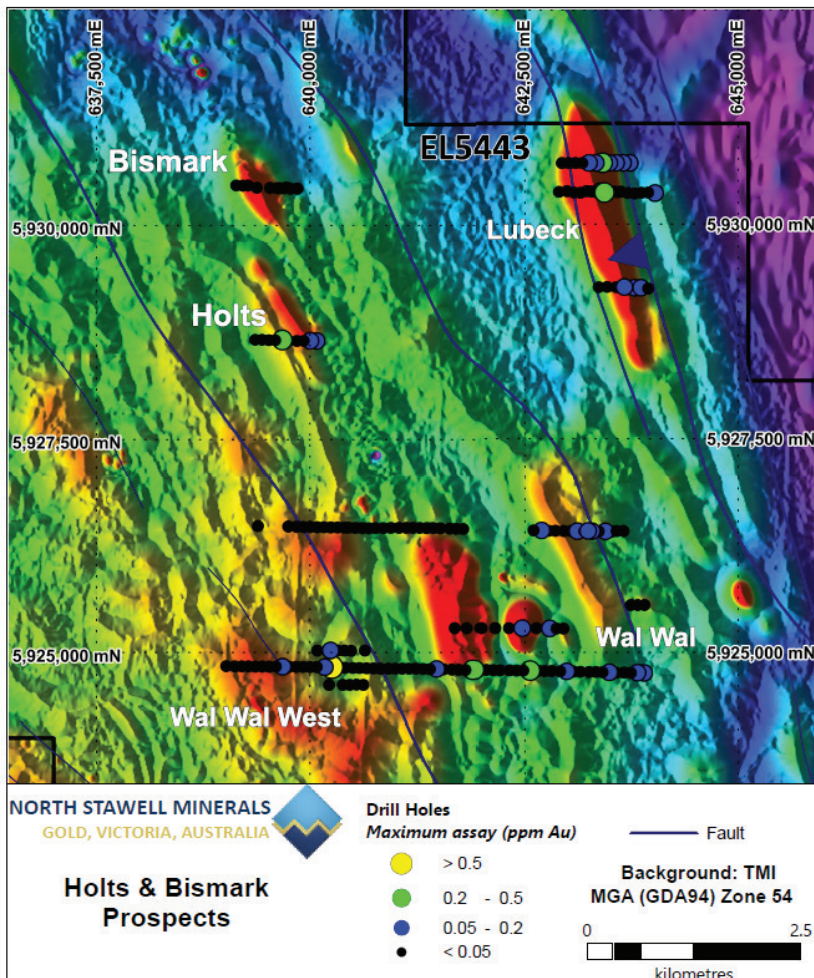 637,500 mE
640,000 mE
642,500 mE
645,000 mE
EL5443
Bismark
5,930,000 mN
Lubeck
5,930,000 mN
Holts
5,927,500 mN
5,927,500 mN
Wal Wal
5,925,000 mN
5,925,000 mN
Wal Wal West
NORTH STAWELL MINERALS
GOLD, VICTORIA, AUSTRALIA
Holts & Bismark
Prospects
Drill Holes
Maximum assay (ppm Au)
> 0.5
0.2 - 0.5
0.05 - 0.2
< 0.05
Fault
Background: TMI
MGA (GDA94) Zone 54
0 2.5
kilometres